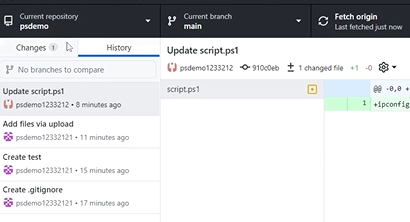 Current repository
psdemo
Current branch
main
Fetch origin
Last fetched just now
Changes 1
History
No branches to compare
Update script.ps1
psdemo1233212 • 8 minutes ago
Add files via upload
psdemo12332121 • 11 minutes ago
Create test
psdemo12332121 • 15 minutes ago
Create .gitignore
psdemo12332121 • 17 minutes ago
Update script.ps1
psdemo1233212 910c0eb 1 changed file +1 -0
script.ps1
@@ -0,0 +
1 +ipconfig